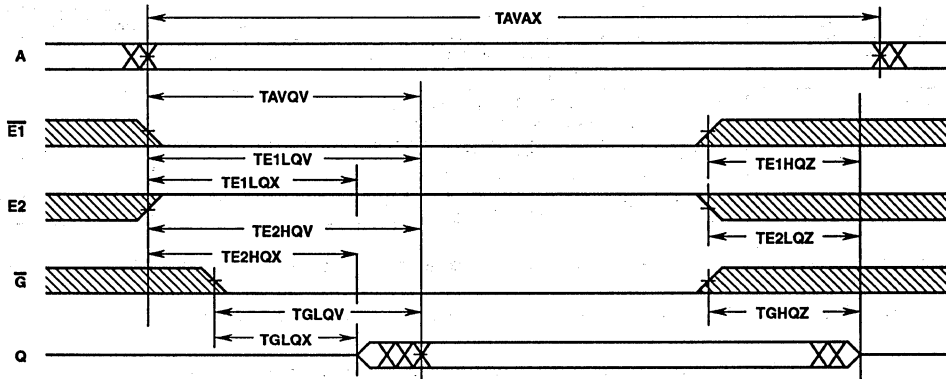 TAVAX
A
TAVQV
E1
TE1LQV
TE1HQZ
TE1LQX
E2
TE2HQV
TE2LQZ
TE2HQX
G
TGLQV
TGHQZ
TGLQX
Q